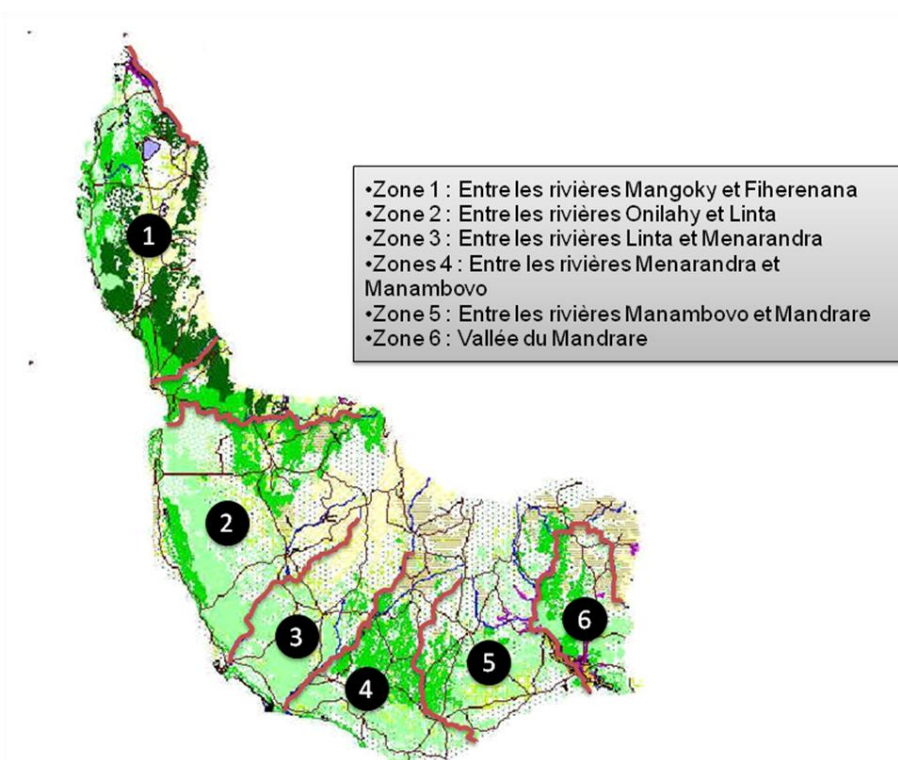 •Zone 1 : Entre les rivières Mangoky et Fiherenana
•Zone 2 : Entre les rivières Onilahy et Linta
•Zone 3 : Entre les rivières Linta et Menarandra
•Zones 4 : Entre les rivières Menarandra et
Manambovo
•Zone 5 : Entre les rivières Manambovo et Mandrare
•Zone 6 : Vallée du Mandrare
1
2
3
4
5
6